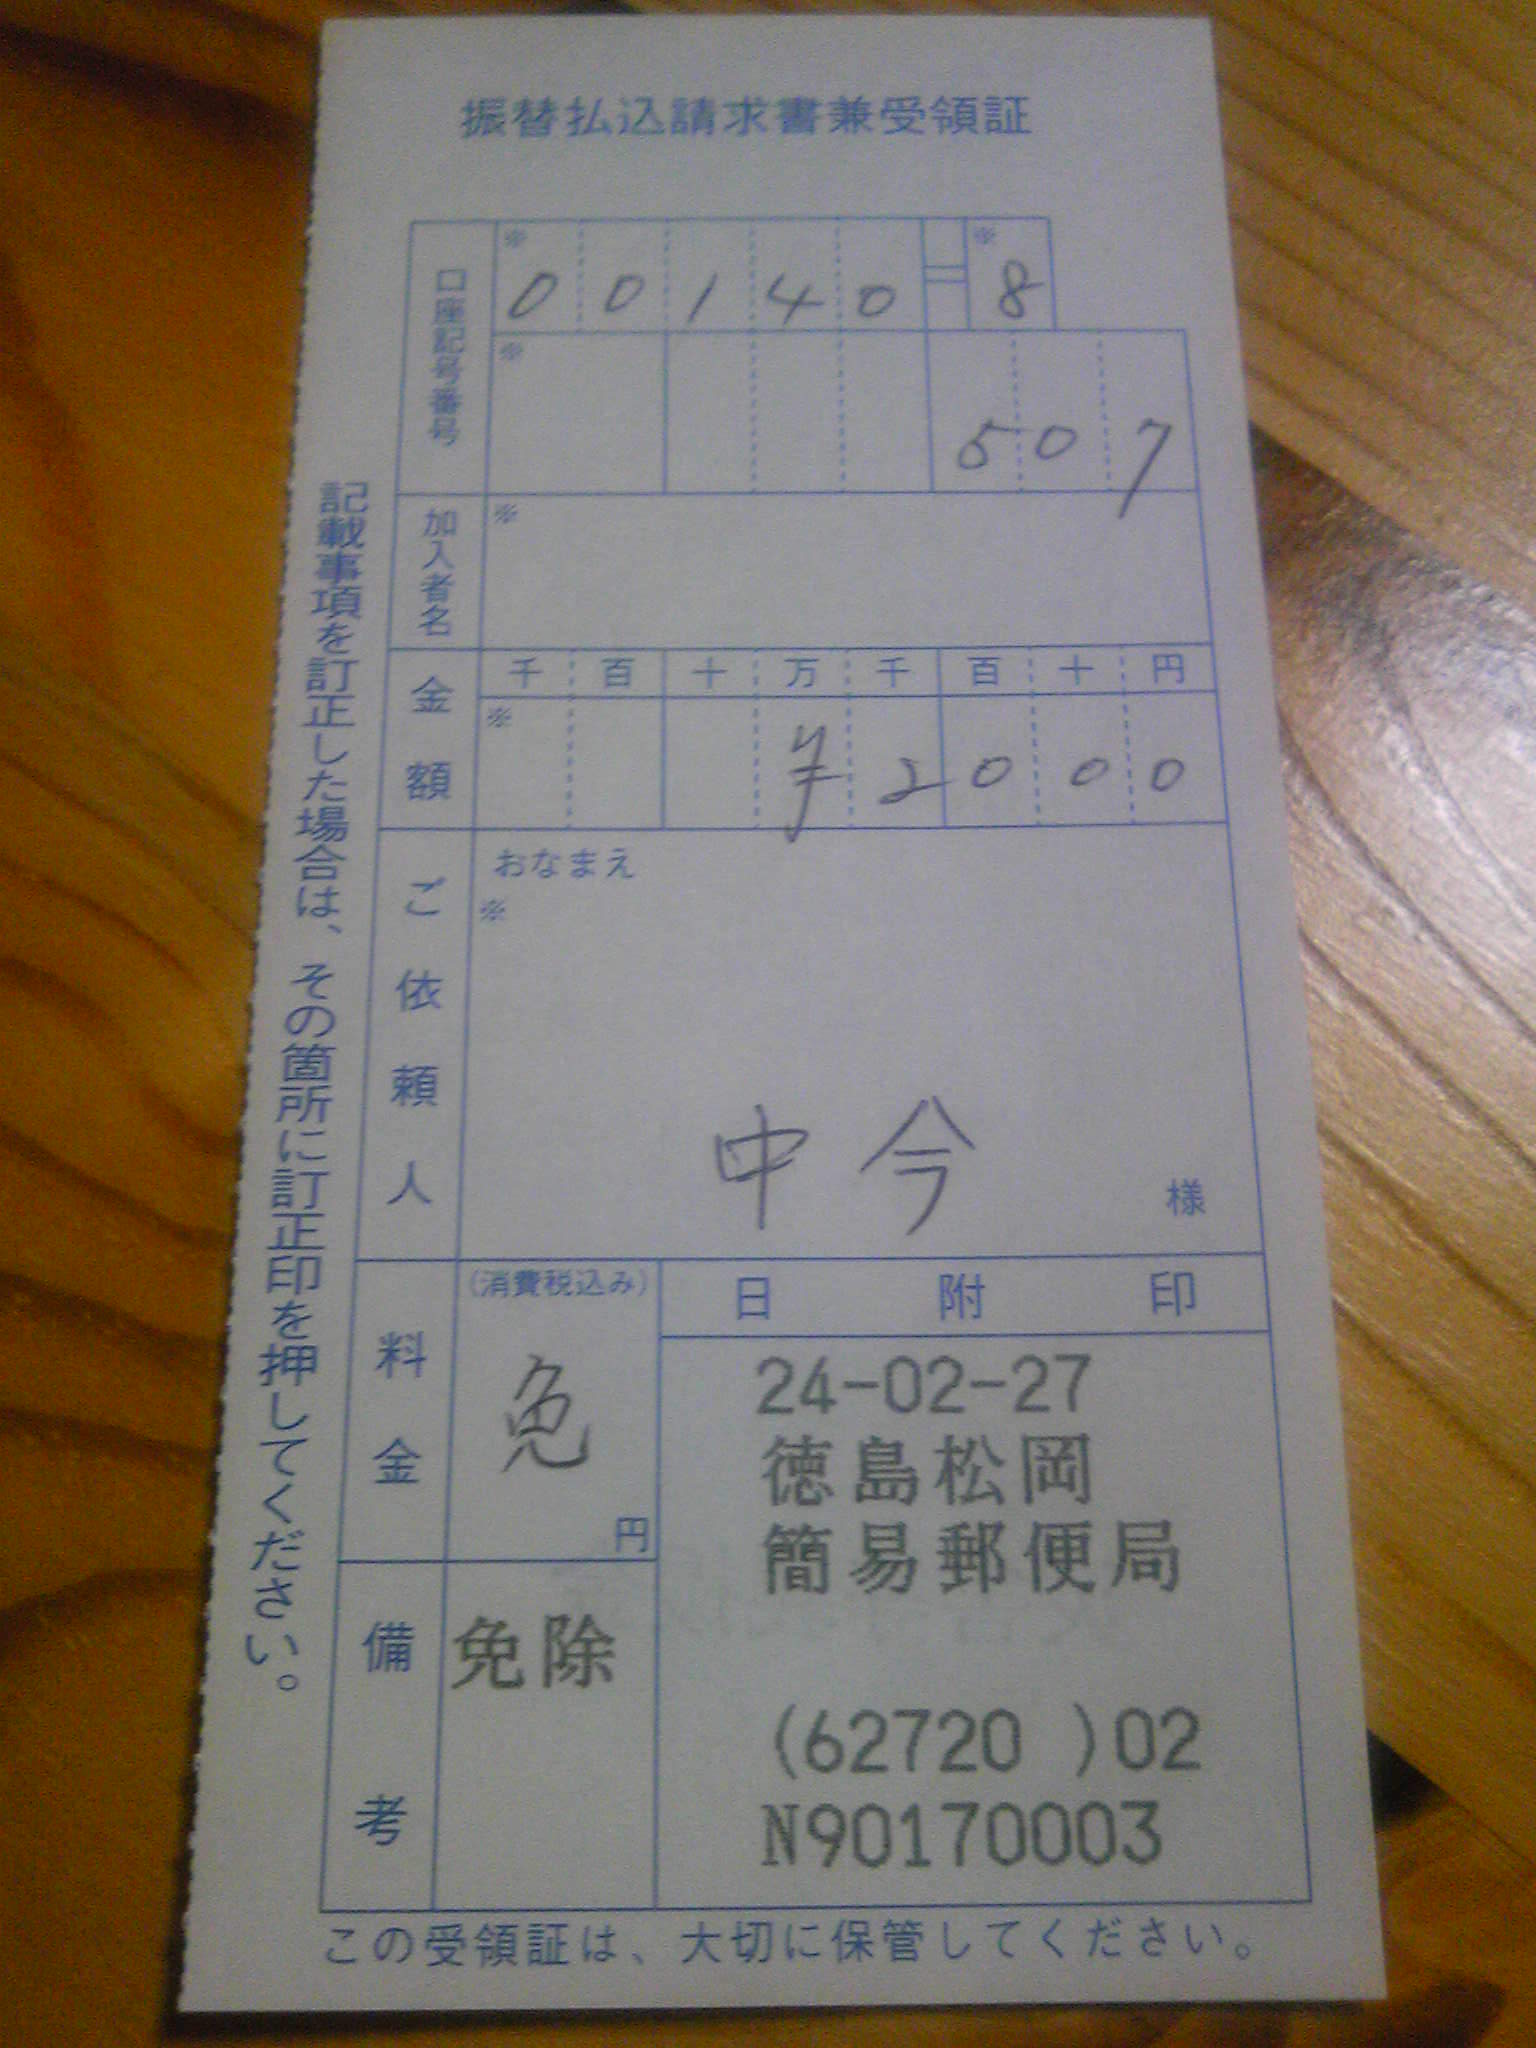 振替払込請求書兼受領証
口座記号番号
※ 00140 = ※ 8
※ 507
加入者名
※
金額
千 百 十 万 千 百 十 円
※ ¥2000
ご依頼人
おなまえ
※
中今 様
料金
(消費税込み)
免
円
日附印
24-02-27
徳島松岡
簡易郵便局
(62720 )02
N90170003
備考
免除
記載事項を訂正した場合は、その箇所に訂正印を押してください。
この受領証は、大切に保管してください。